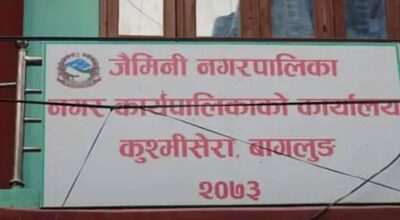 जैमिनी नगरपालिका
नगर कार्यपालिकाको कार्यालय
कुश्मीसेरा, बागलुङ
२०७३